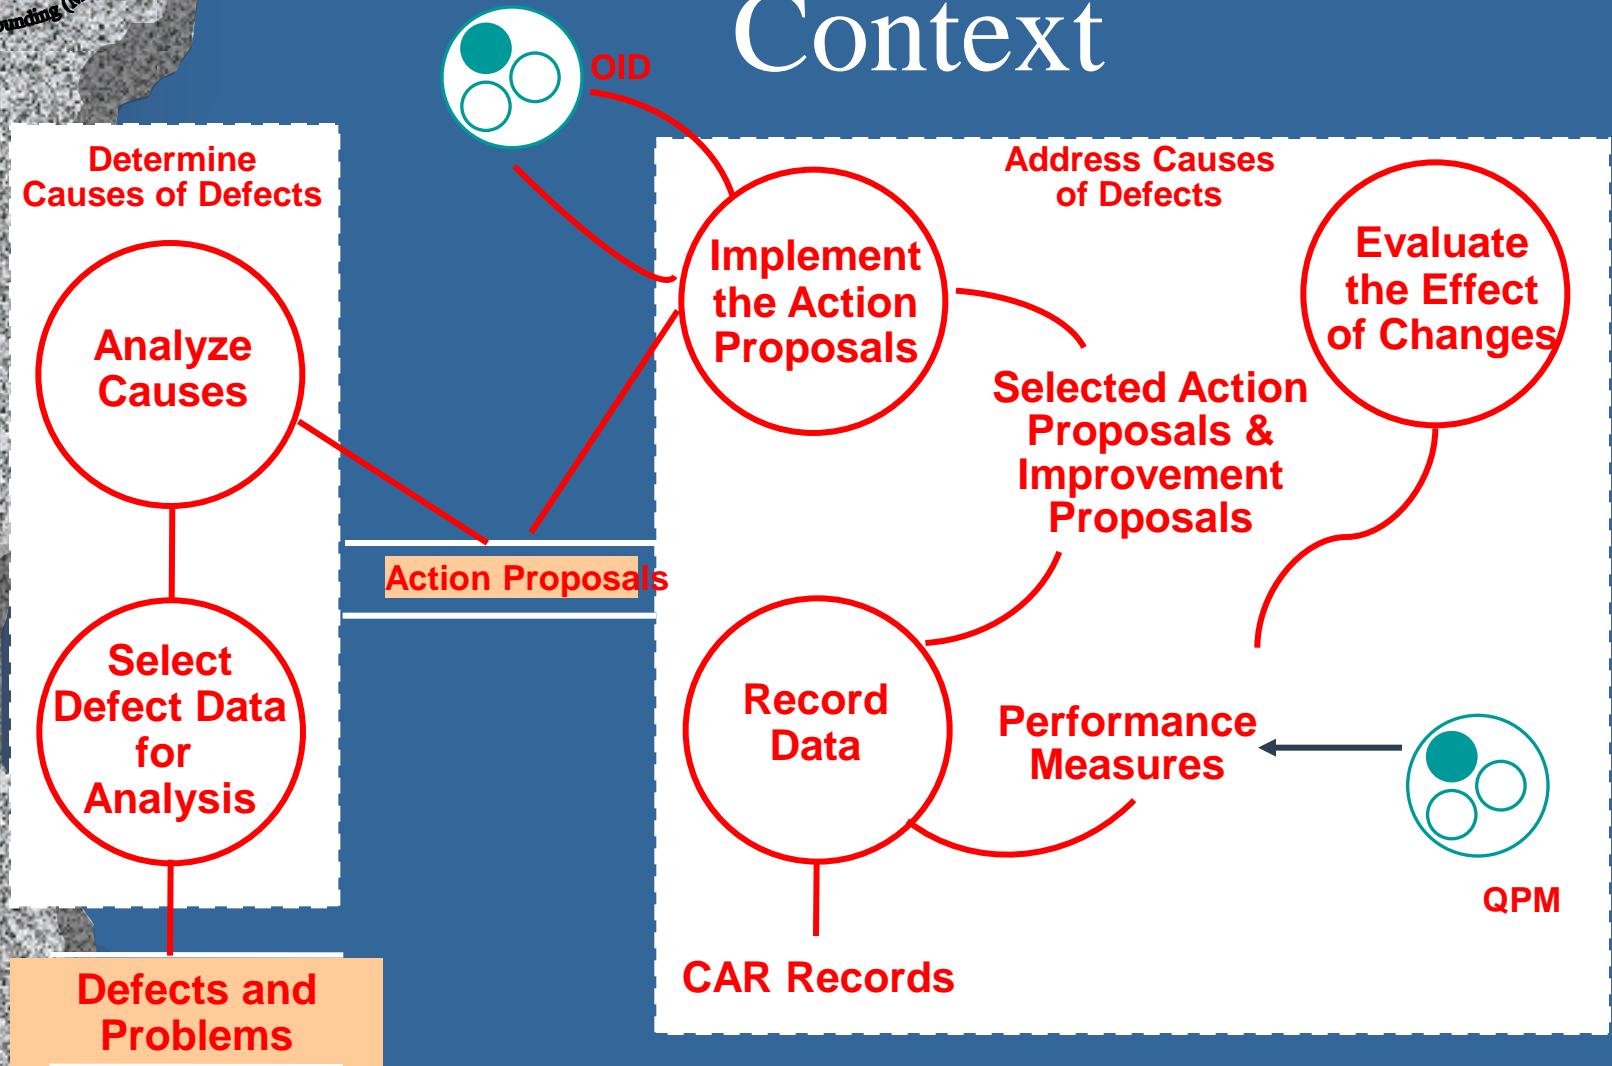 Context
OID
Determine
Causes of Defects
Analyze
Causes
Select
Defect Data
for
Analysis
Defects and
Problems
Action Proposals
Address Causes
of Defects
Implement
the Action
Proposals
Evaluate
the Effect
of Changes
Selected Action
Proposals &
Improvement
Proposals
Record
Data
Performance
Measures
QPM
CAR Records